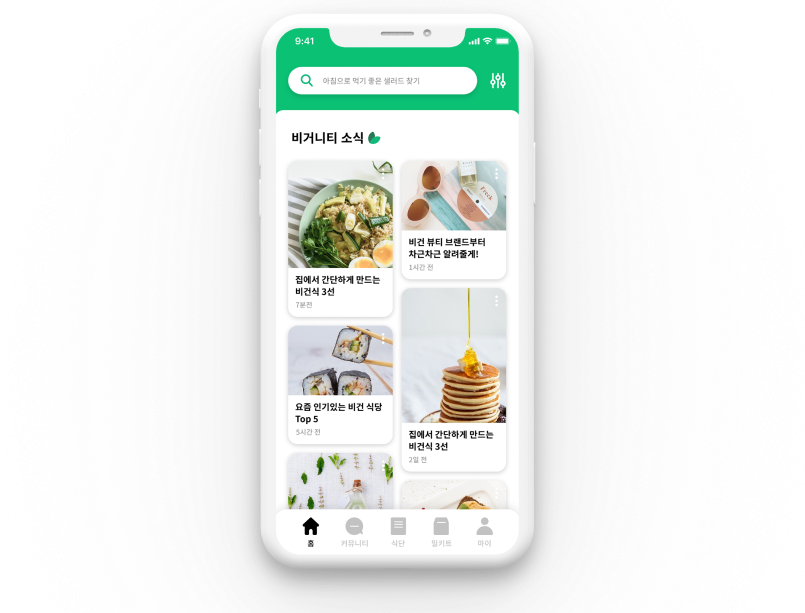 9:41
아침으로 먹기 좋은 샐러드 찾기
비거니티 소식
집에서 간단하게 만드는
비건식 3선
7분전
Freck
비건 뷰티 브랜드부터
차근차근 알려줄게!
1시간 전
요즘 인기있는 비건 식당
Top 5
5시간 전
집에서 간단하게 만드는
비건식 3선
2일 전
홈
커뮤니티
식단
밀키트
마이